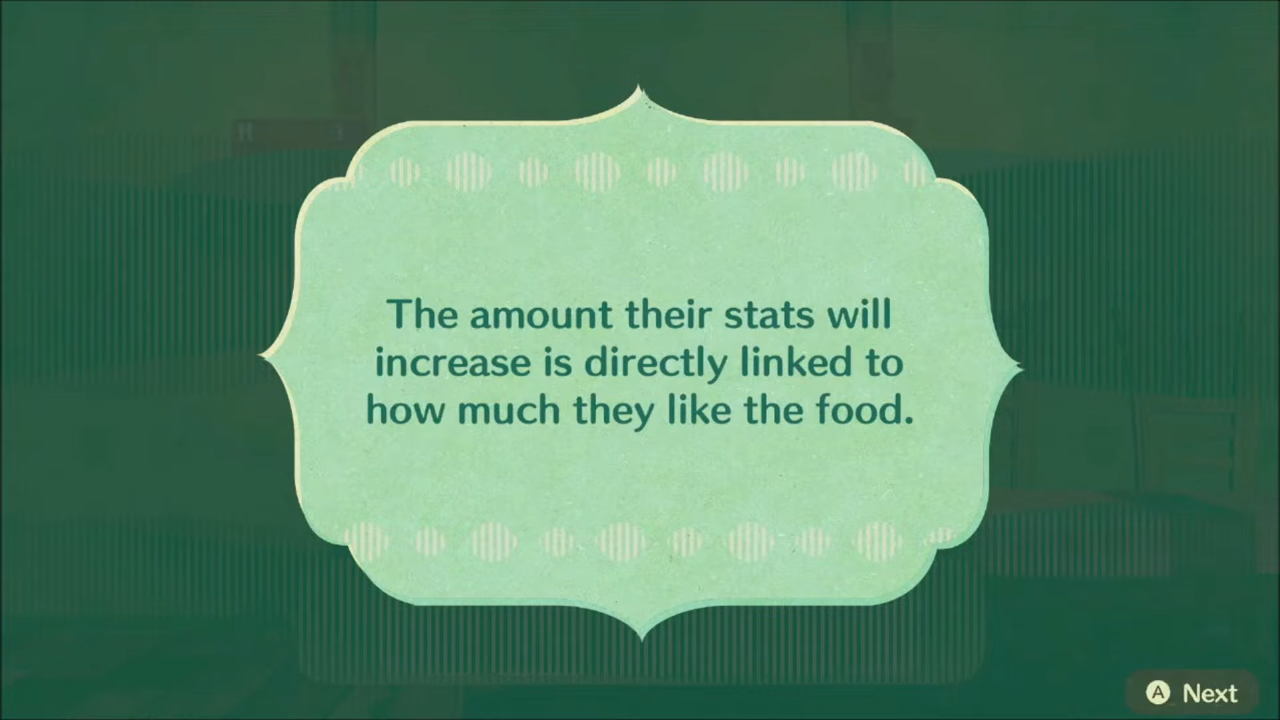 The amount their stats will
increase is directly linked to
how much they like the food.
A Next